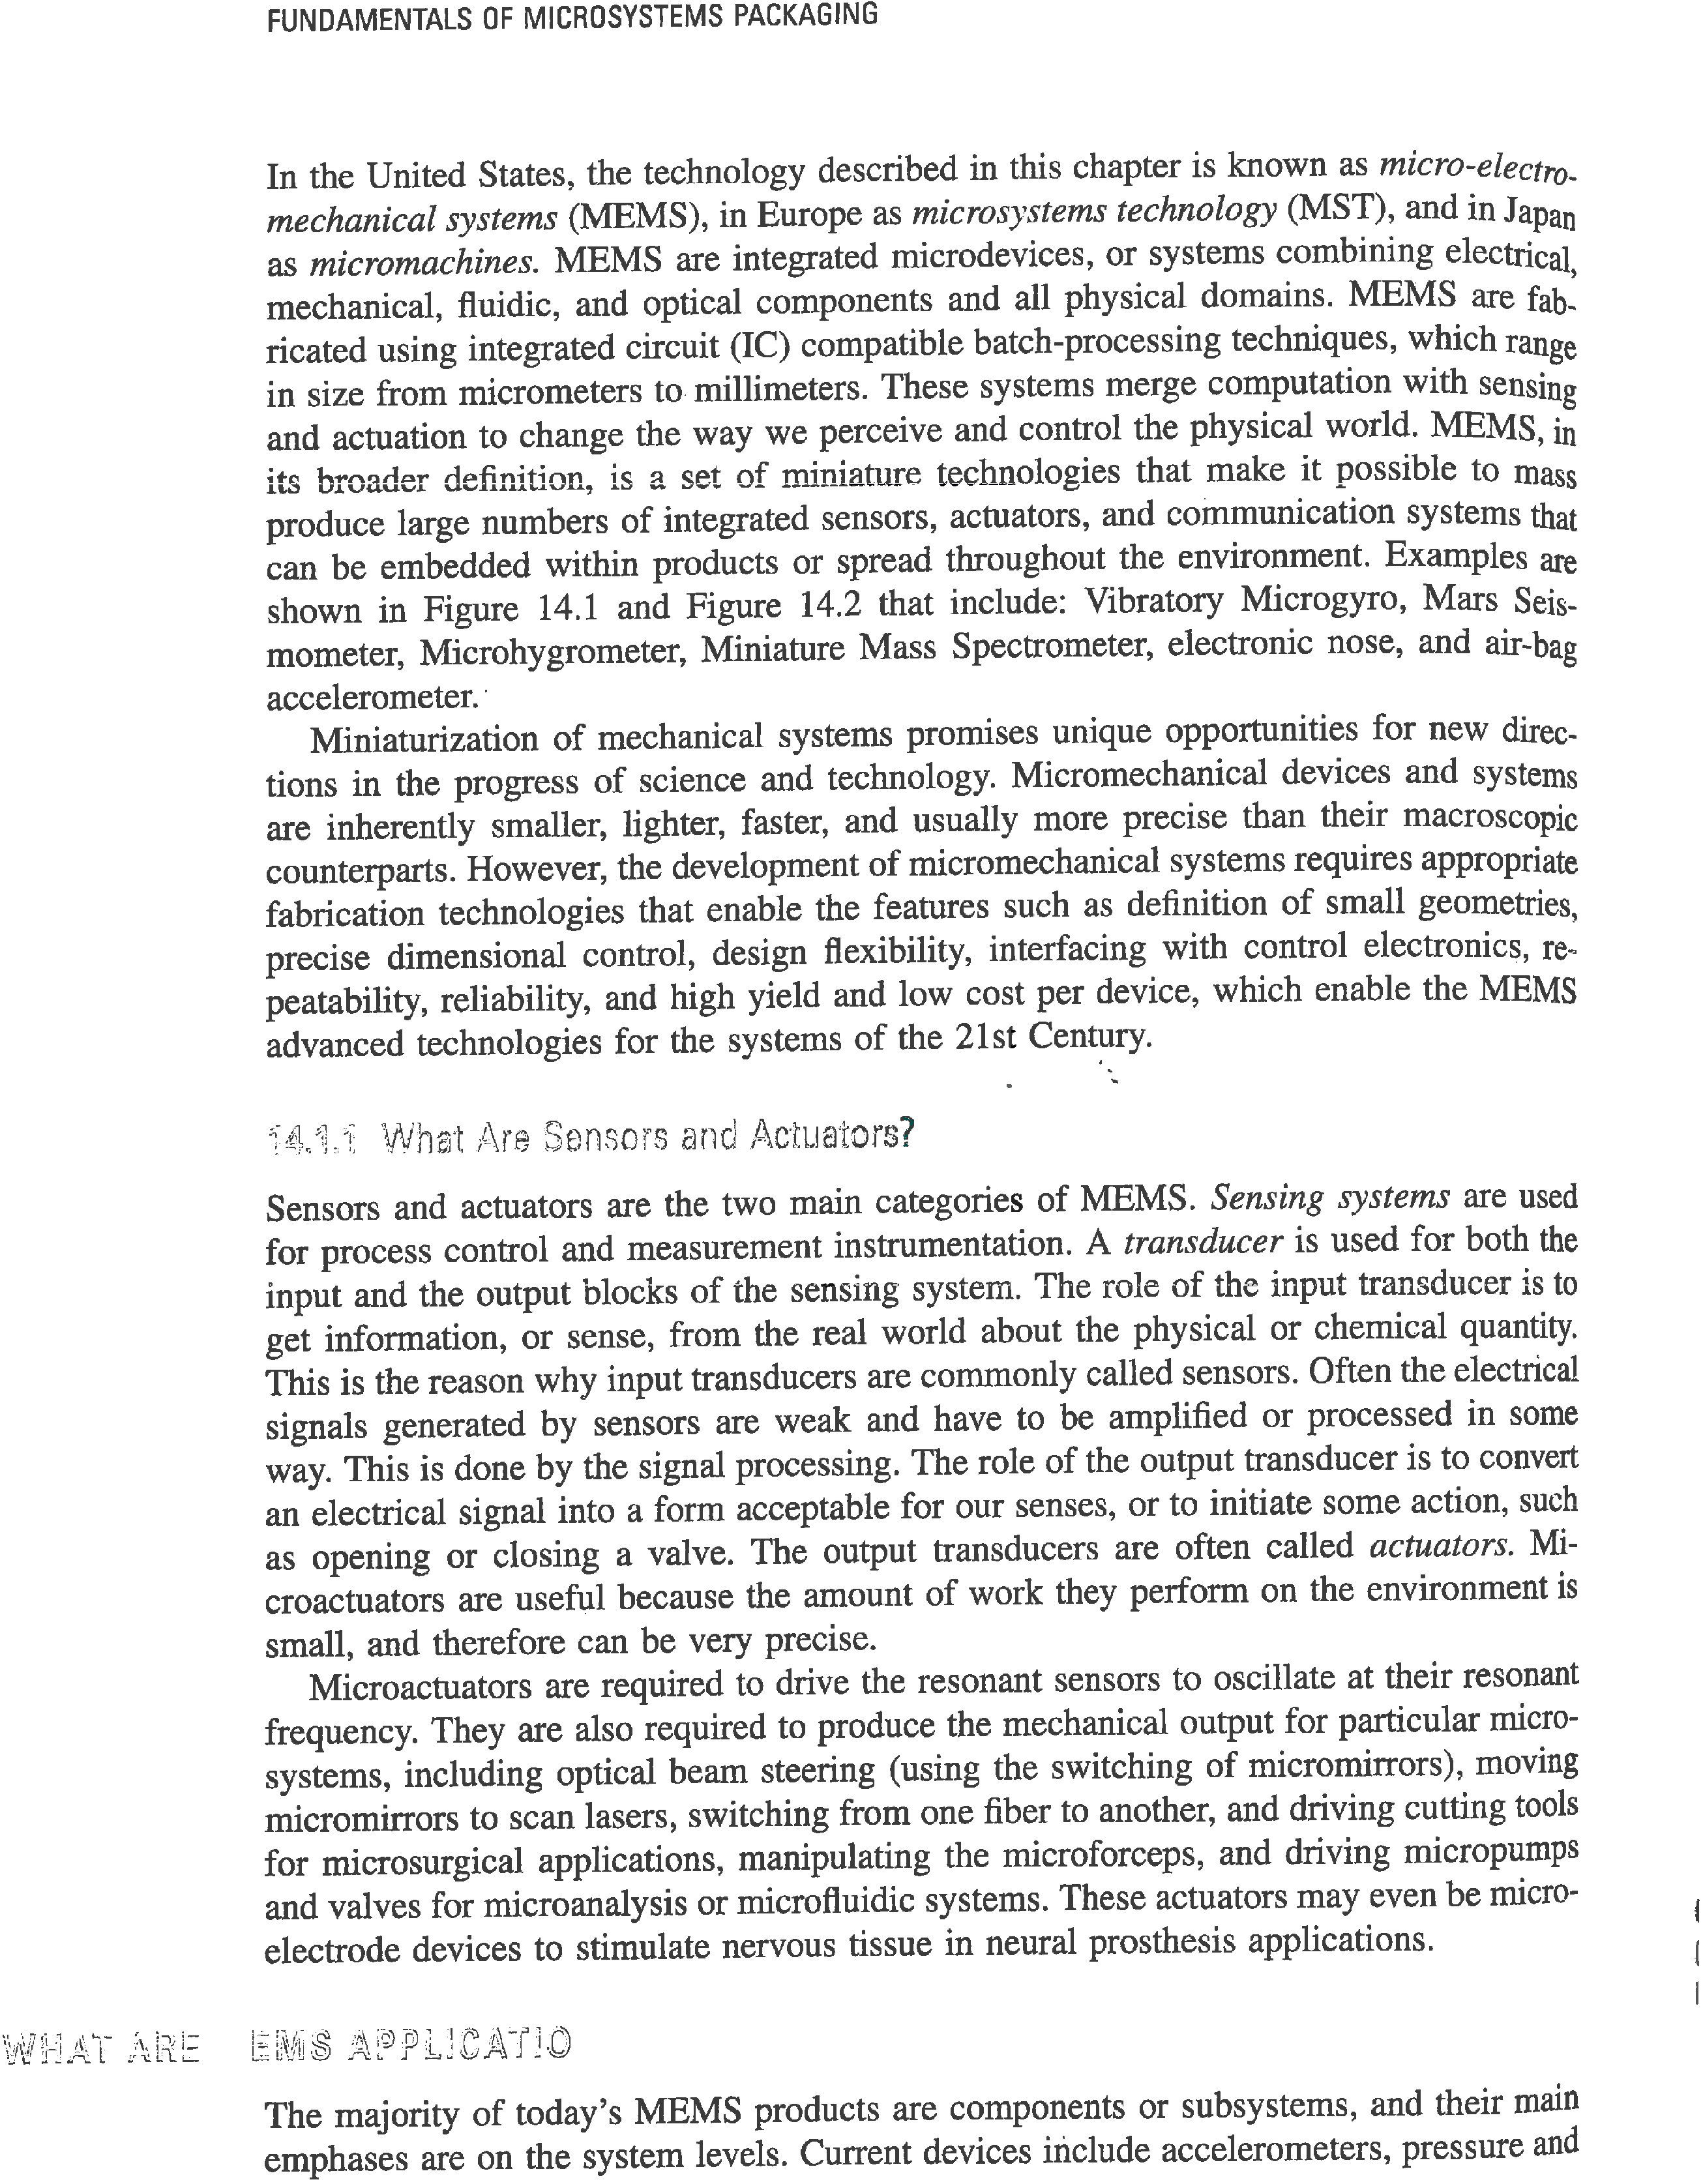 FUNDAMENTALS OF MICROSYSTEMS PACKAGING
In the United States, the technology described in this chapter is known as micro-electro-
mechanical systems (MEMS), in Europe as microsystems technology (MST), and in Japan
as micromachines. MEMS are integrated microdevices, or systems combining electrical,
mechanical, fluidic, and optical components and all physical domains. MEMS are fab-
ricated using integrated circuit (IC) compatible batch-processing techniques, which range
in size from micrometers to millimeters. These systems merge computation with sensing
and actuation to change the way we perceive and control the physical world. MEMS, in
its broader definition, is a set of miniature technologies that make it possible to mass
produce large numbers of integrated sensors, actuators, and communication systems that
can be embedded within products or spread throughout the environment. Examples are
shown in Figure 14.1 and Figure 14.2 that include: Vibratory Microgyro, Mars Seis-
mometer, Microhygrometer, Miniature Mass Spectrometer, electronic nose, and air-bag
accelerometer.
Miniaturization of mechanical systems promises unique opportunities for new direc-
tions in the progress of science and technology. Micromechanical devices and systems
are inherently smaller, lighter, faster, and usually more precise than their macroscopic
counterparts. However, the development of micromechanical systems requires appropriate
fabrication technologies that enable the features such as definition of small geometries,
precise dimensional control, design flexibility, interfacing with control electronics, re-
peatability, reliability, and high yield and low cost per device, which enable the MEMS
advanced technologies for the systems of the 21st Century.
14.1.1 What Are Sensors and Actuators?
Sensors and actuators are the two main categories of MEMS. Sensing systems are used
for process control and measurement instrumentation. A transducer is used for both the
input and the output blocks of the sensing system. The role of the input transducer is to
get information, or sense, from the real world about the physical or chemical quantity.
This is the reason why input transducers are commonly called sensors. Often the electrical
signals generated by sensors are weak and have to be amplified or processed in some
way. This is done by the signal processing. The role of the output transducer is to convert
an electrical signal into a form acceptable for our senses, or to initiate some action, such
as opening or closing a valve. The output transducers are often called actuators. Mi-
croactuators are useful because the amount of work they perform on the environment is
small, and therefore can be very precise.
Microactuators are required to drive the resonant sensors to oscillate at their resonant
frequency. They are also required to produce the mechanical output for particular micro-
systems, including optical beam steering (using the switching of micromirrors), moving
micromirrors to scan lasers, switching from one fiber to another, and driving cutting tools
for microsurgical applications, manipulating the microforceps, and driving micropumps
and valves for microanalysis or microfluidic systems. These actuators may even be micro-
electrode devices to stimulate nervous tissue in neural prosthesis applications.
WHAT ARE EMS APPLICATIO
The majority of today's MEMS products are components or subsystems, and their main
emphases are on the system levels. Current devices include accelerometers, pressure and